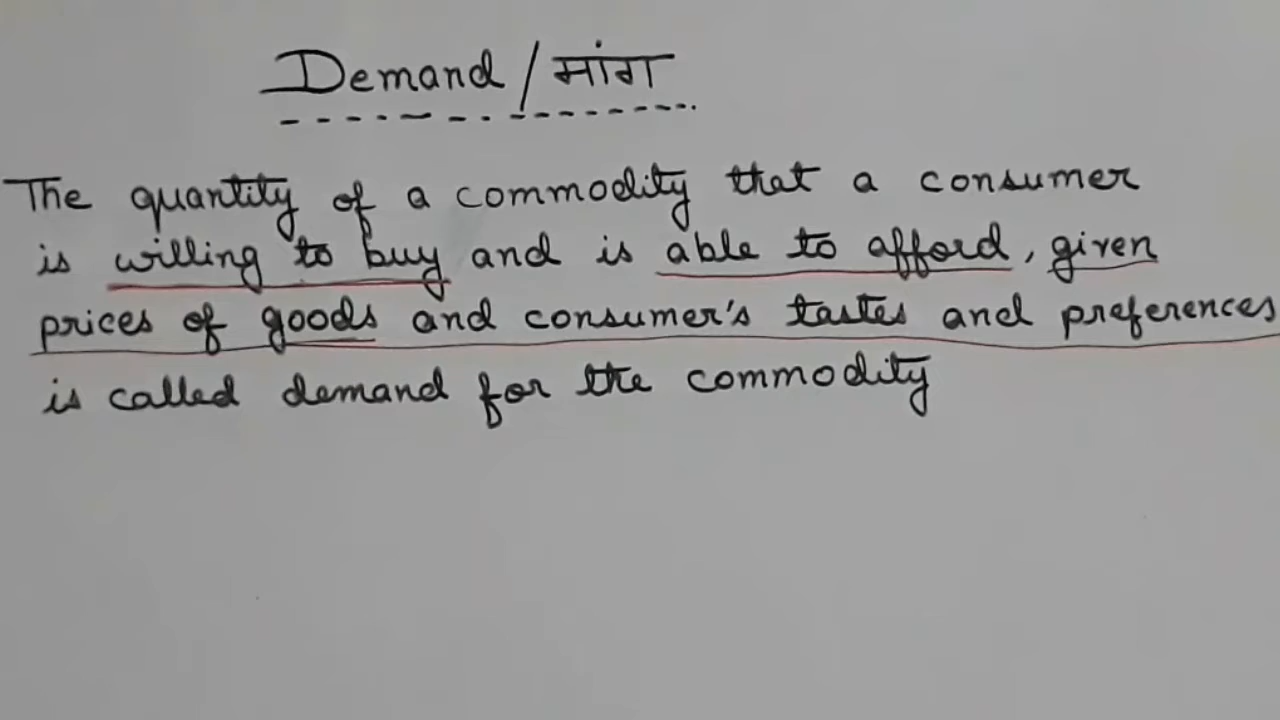 Demand/मांग
The quantity of a commodity that a consumer
is willing to buy and is able to afford, given
prices of goods and consumer's tastes and preferences
is called demand for the commodity